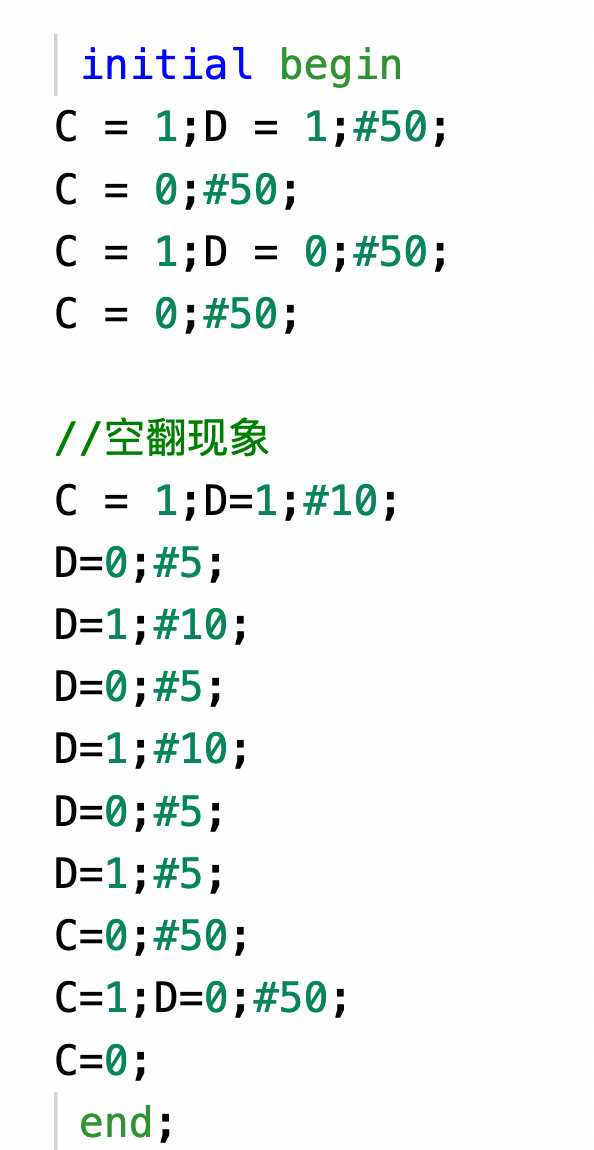 initial begin
C = 1;D = 1;#50;
C = 0;#50;
C = 1;D = 0;#50;
C = 0;#50;
//空翻现象
C = 1;D=1;#10;
D=0;#5;
D=1;#10;
D=0;#5;
D=1;#10;
D=0;#5;
D=1;#5;
C=0;#50;
C=1;D=0;#50;
C=0;
end;